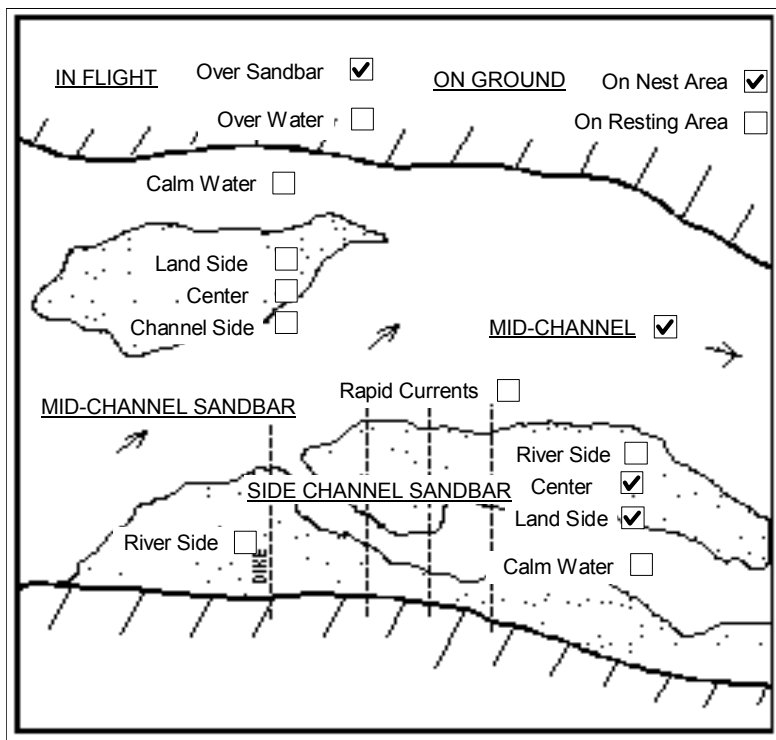 IN FLIGHT
Over Sandbar
ON GROUND
On Nest Area
Over Water
On Resting Area
Calm Water
Land Side
Center
Channel Side
MID-CHANNEL
Rapid Currents
MID-CHANNEL SANDBAR
River Side
SIDE CHANNEL SANDBAR
Center
Land Side
River Side
DIKE
Calm Water